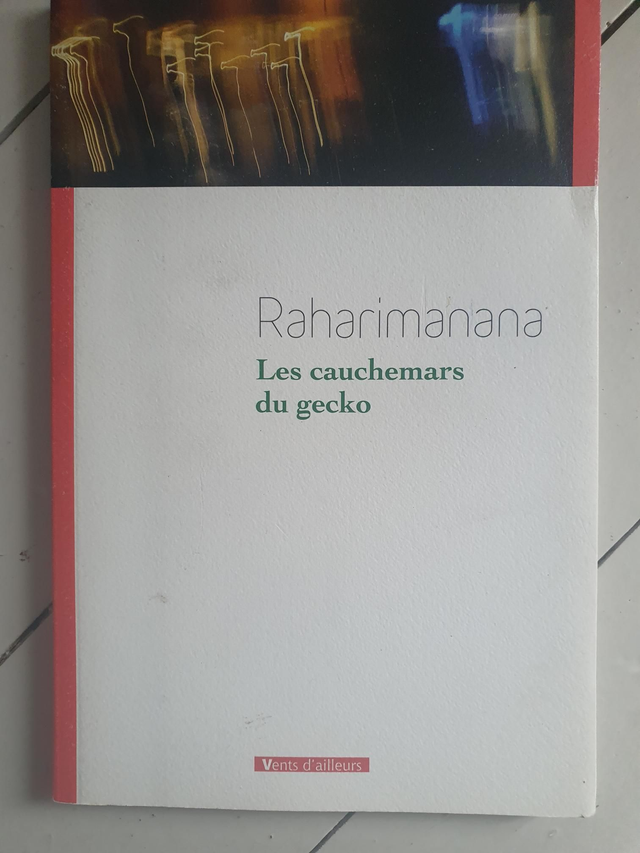 Raharimanana
Les cauchemars
du gecko
Vents d'ailleurs